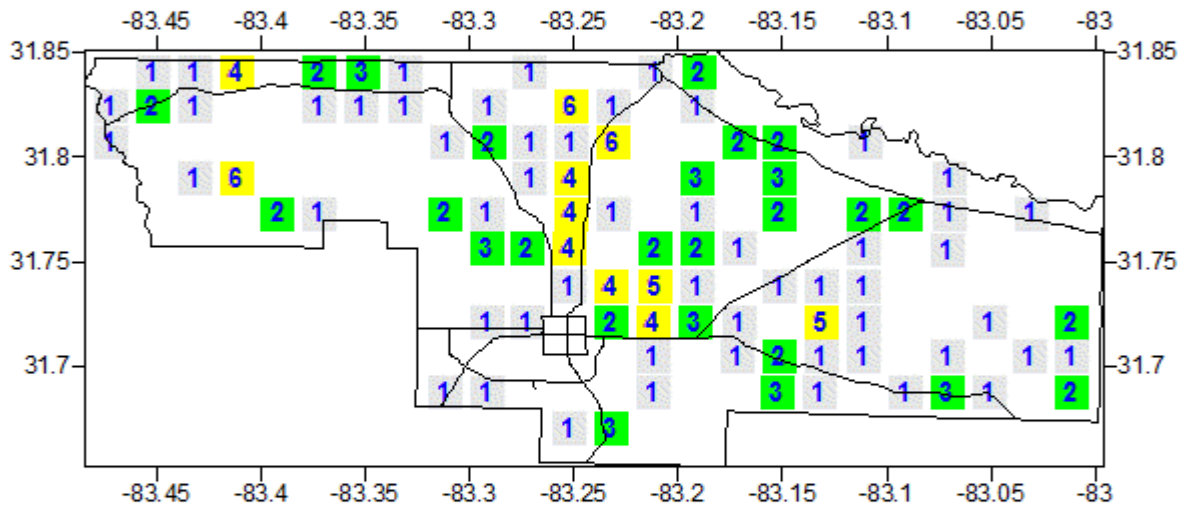 -83.45 -83.4 -83.35 -83.3 -83.25 -83.2 -83.15 -83.1 -83.05 -83
31.85 31.85
1 1 4 2 3 1 1 1 2
1 2 1 1 1 1 1 6 1 1
1 1 2 1 1 6 2 2 1
31.8 31.8
1 6 1 4 3 3 1
2 1 2 1 4 1 1 2 2 2 1 1
3 2 4 2 2 1 1 1
31.75 31.75
1 4 5 1 1 1 1
1 1 2 4 3 1 5 1 1 2
1 1 2 1 1 1 1 1
31.7 31.7
1 1 1 3 1 1 3 1 2
1 3
-83.45 -83.4 -83.35 -83.3 -83.25 -83.2 -83.15 -83.1 -83.05 -83